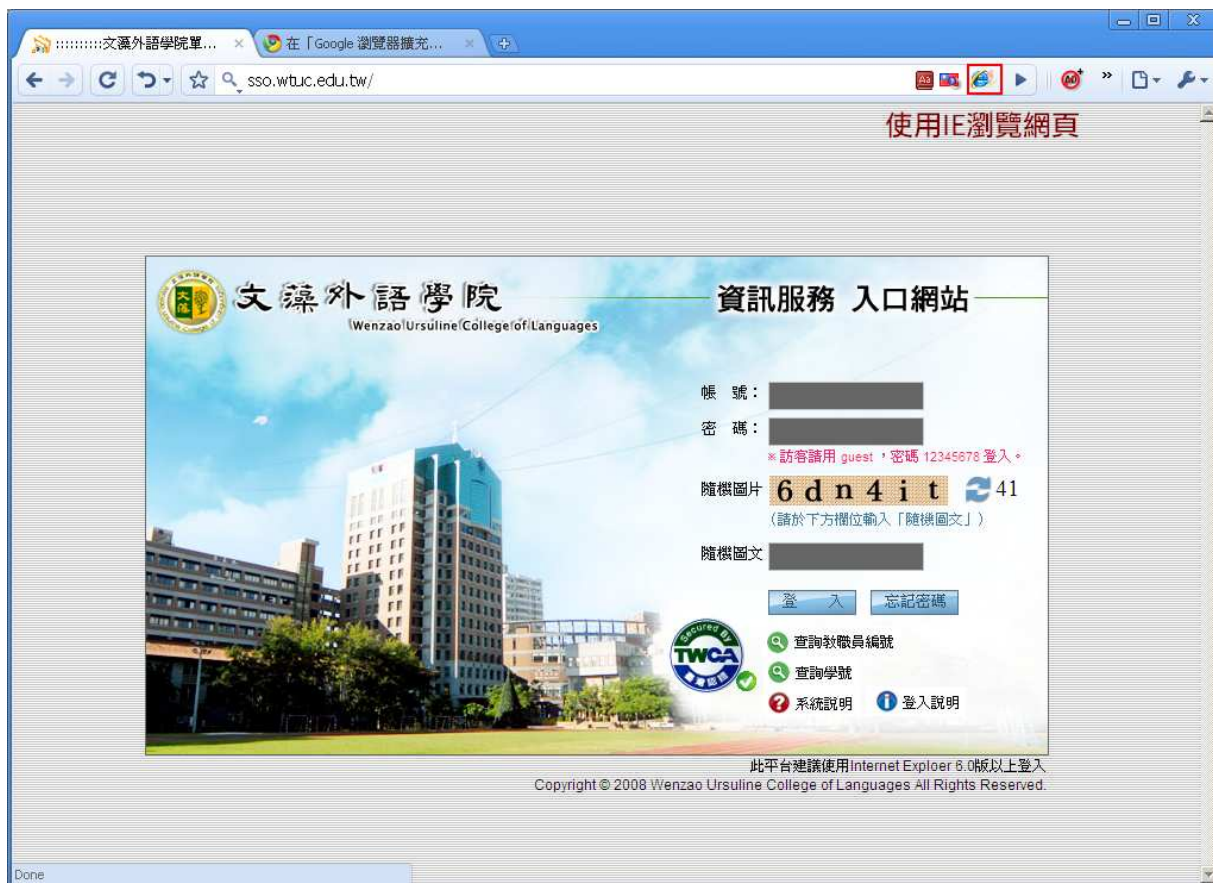 :::::::::::文藻外語學院單...
在「Google 瀏覽器擴充...
sso.wtuc.edu.tw/
使用IE瀏覽網頁
文藻外語學院
Wenzao Ursuline College of Languages
資訊服務 入口網站
帳 號：
密 碼：
※訪客請用 guest ，密碼 12345678 登入。
隨機圖片 6dn4it 41
(請於下方欄位輸入「隨機圖文」)
隨機圖文
登 入 忘記密碼
Secured By
TWCA
查詢教職員編號
查詢學號
系統說明 登入說明
此平台建議使用Internet Exploer 6.0版以上登入
Copyright © 2008 Wenzao Ursuline College of Languages All Rights Reserved.
Done